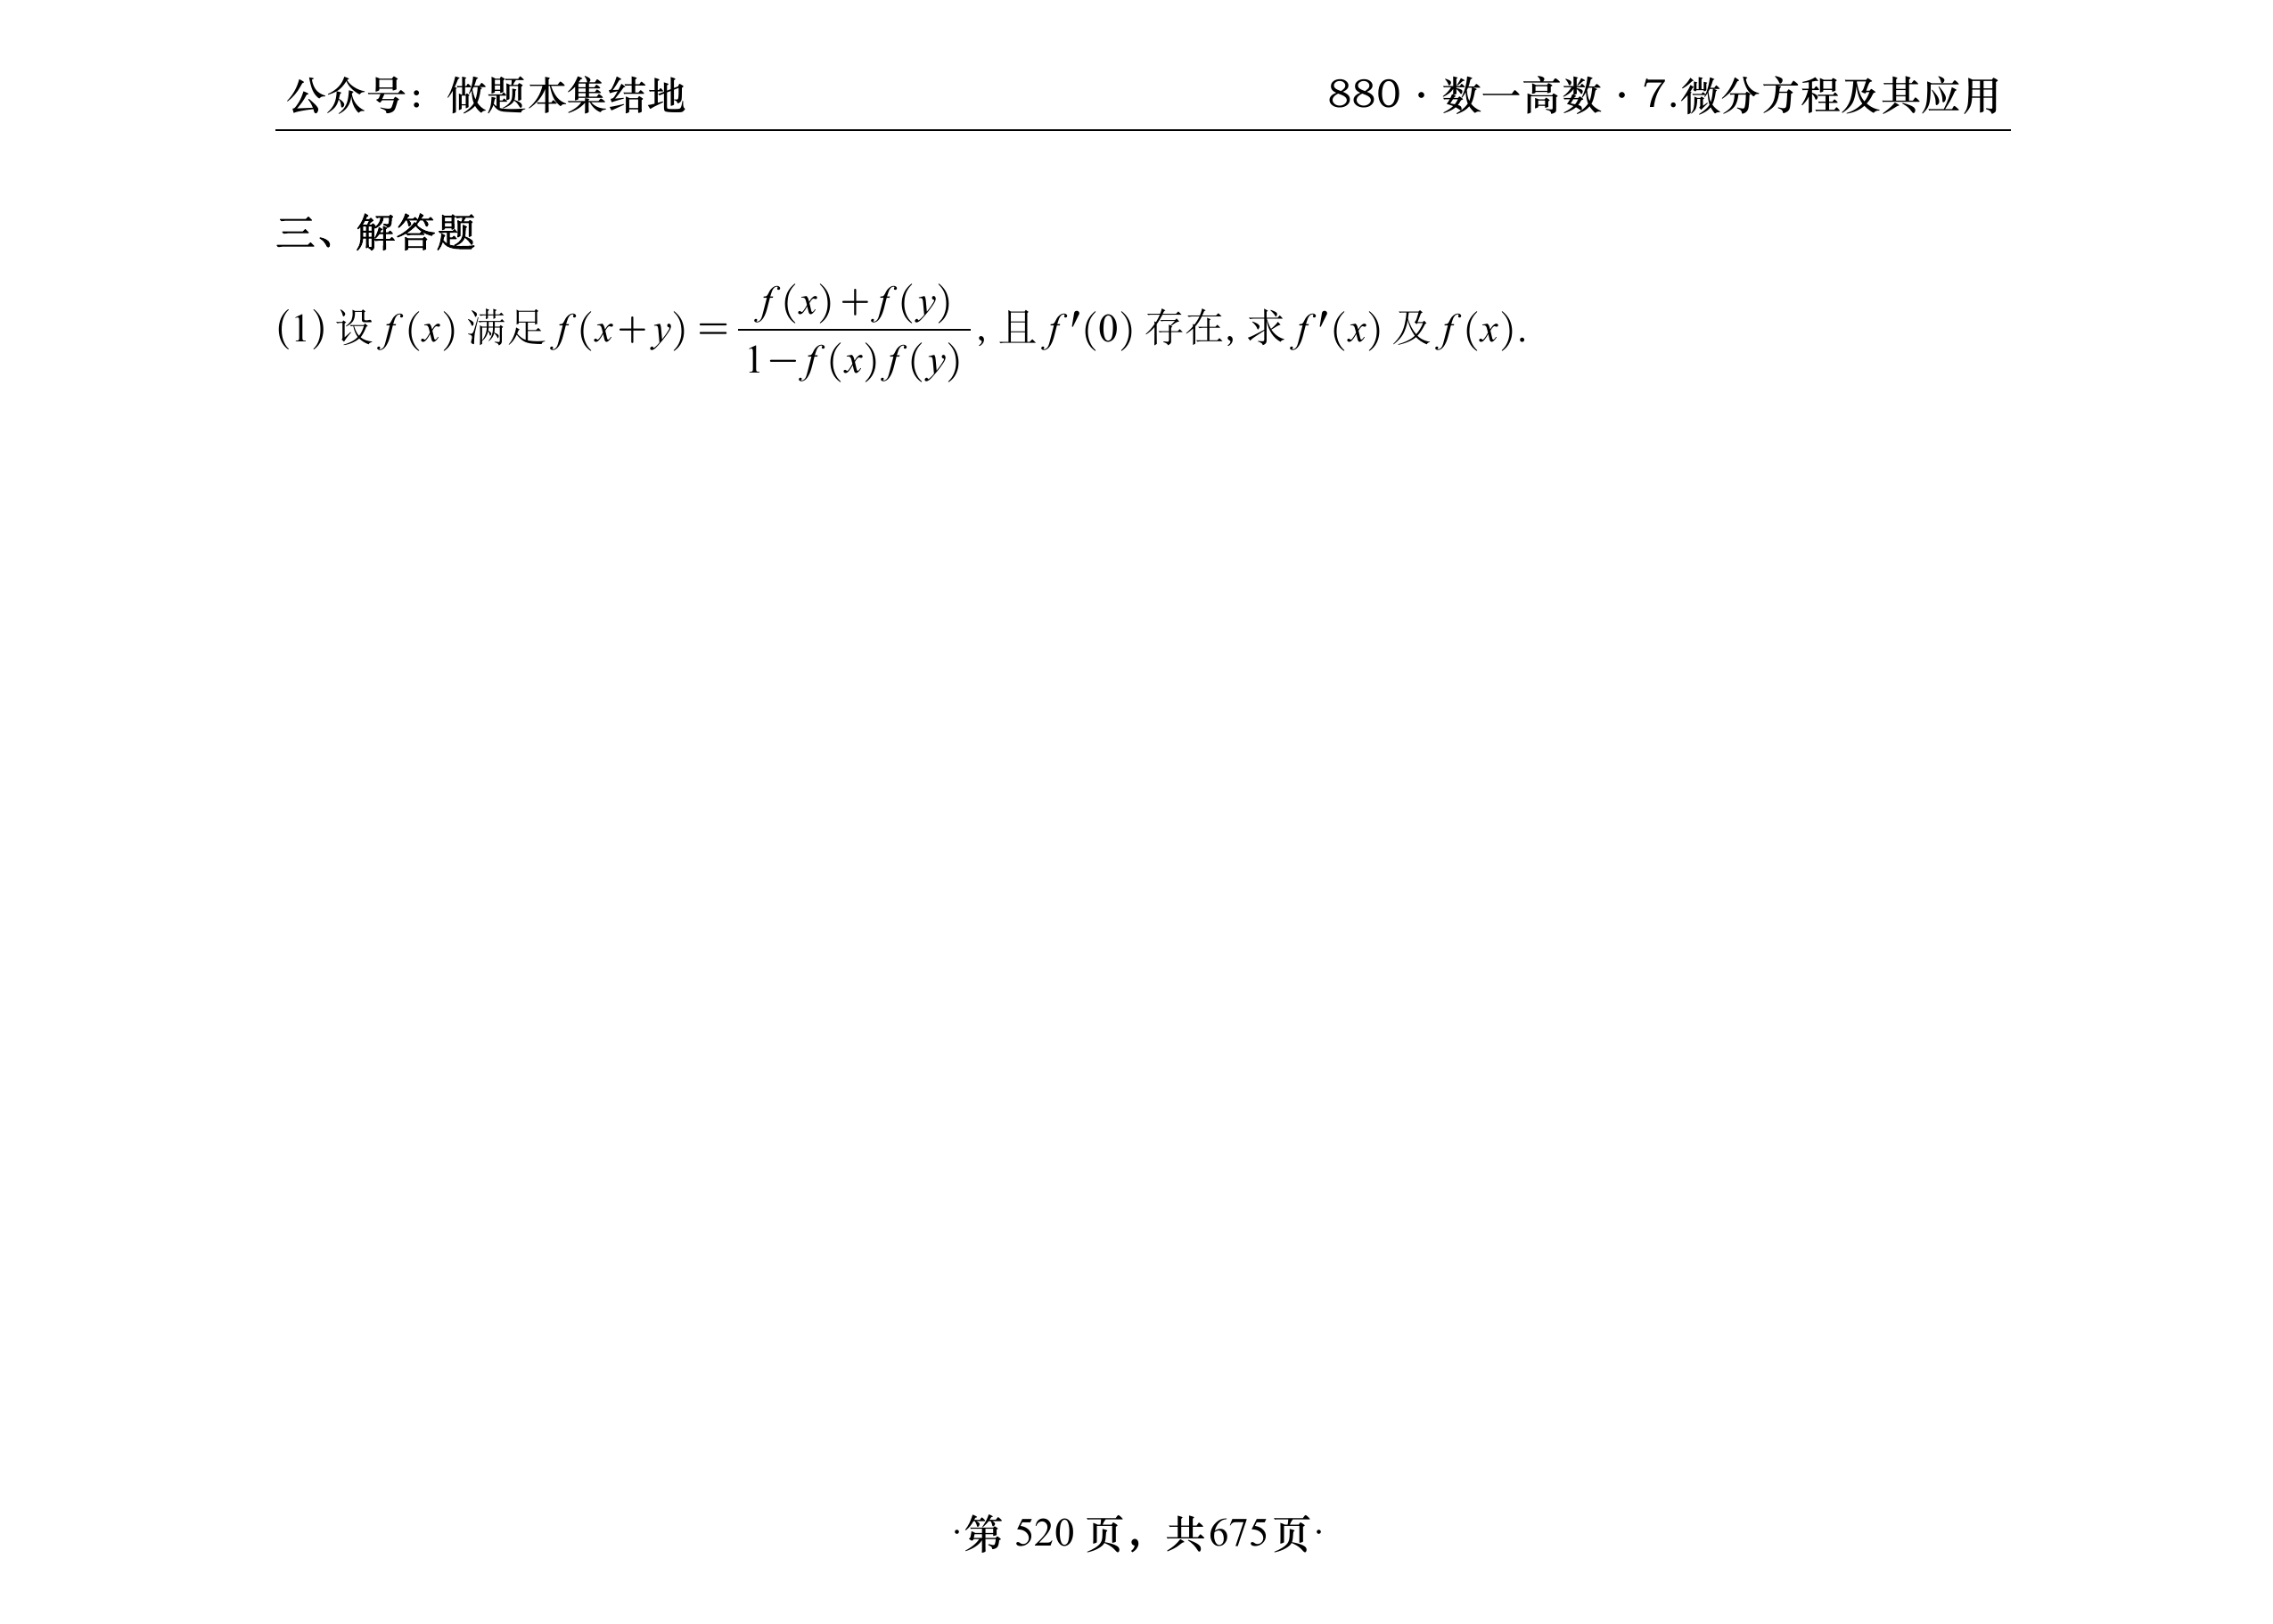 公众号：做题本集结地
880 · 数一高数 · 7.微分方程及其应用
三、解答题
(1) 设 f(x) 满足 f(x+y) = \frac{f(x)+f(y)}{1-f(x)f(y)}, 且 f′(0) 存在, 求 f′(x) 及 f(x).
·第 520 页，共675页·